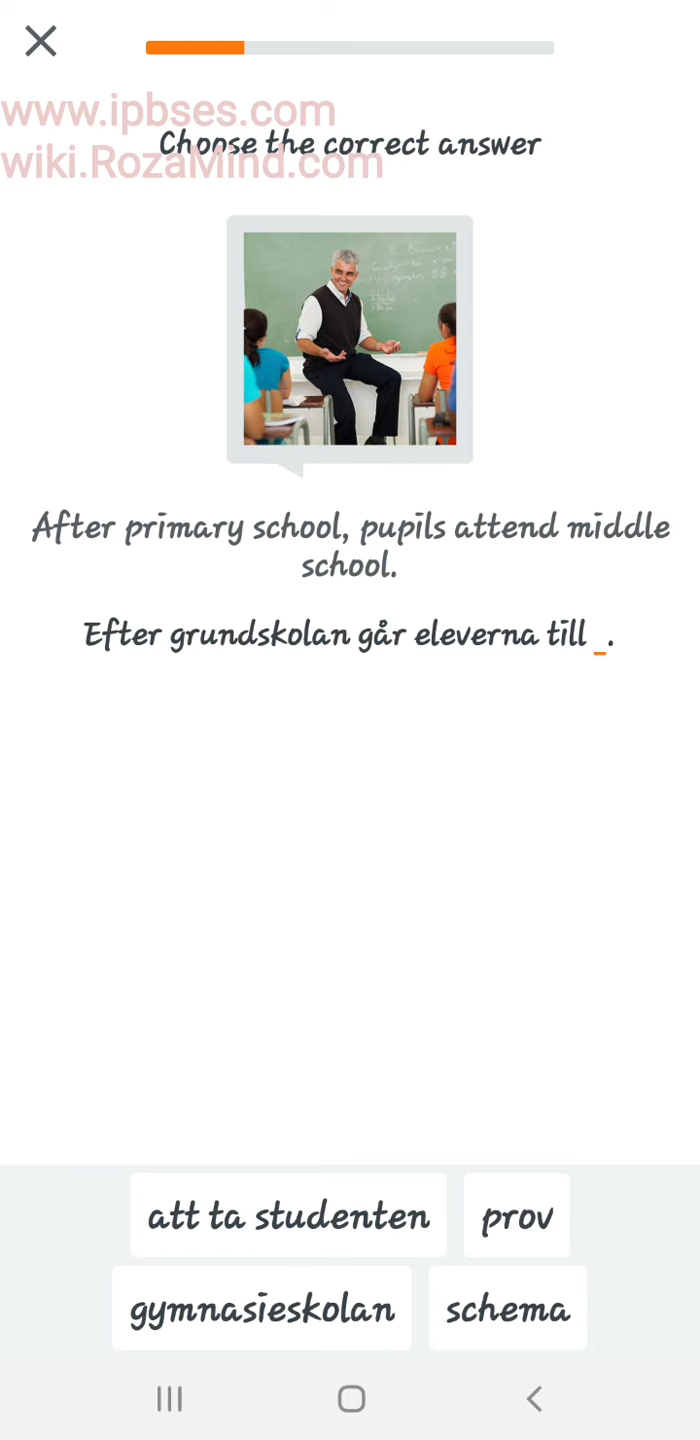 www.ipbses.com
Choose the correct answer
wiki.RozaMind.com
After primary school, pupils attend middle
school.
Efter grundskolan går eleverna till _.
att ta studenten
prov
gymnasieskolan
schema